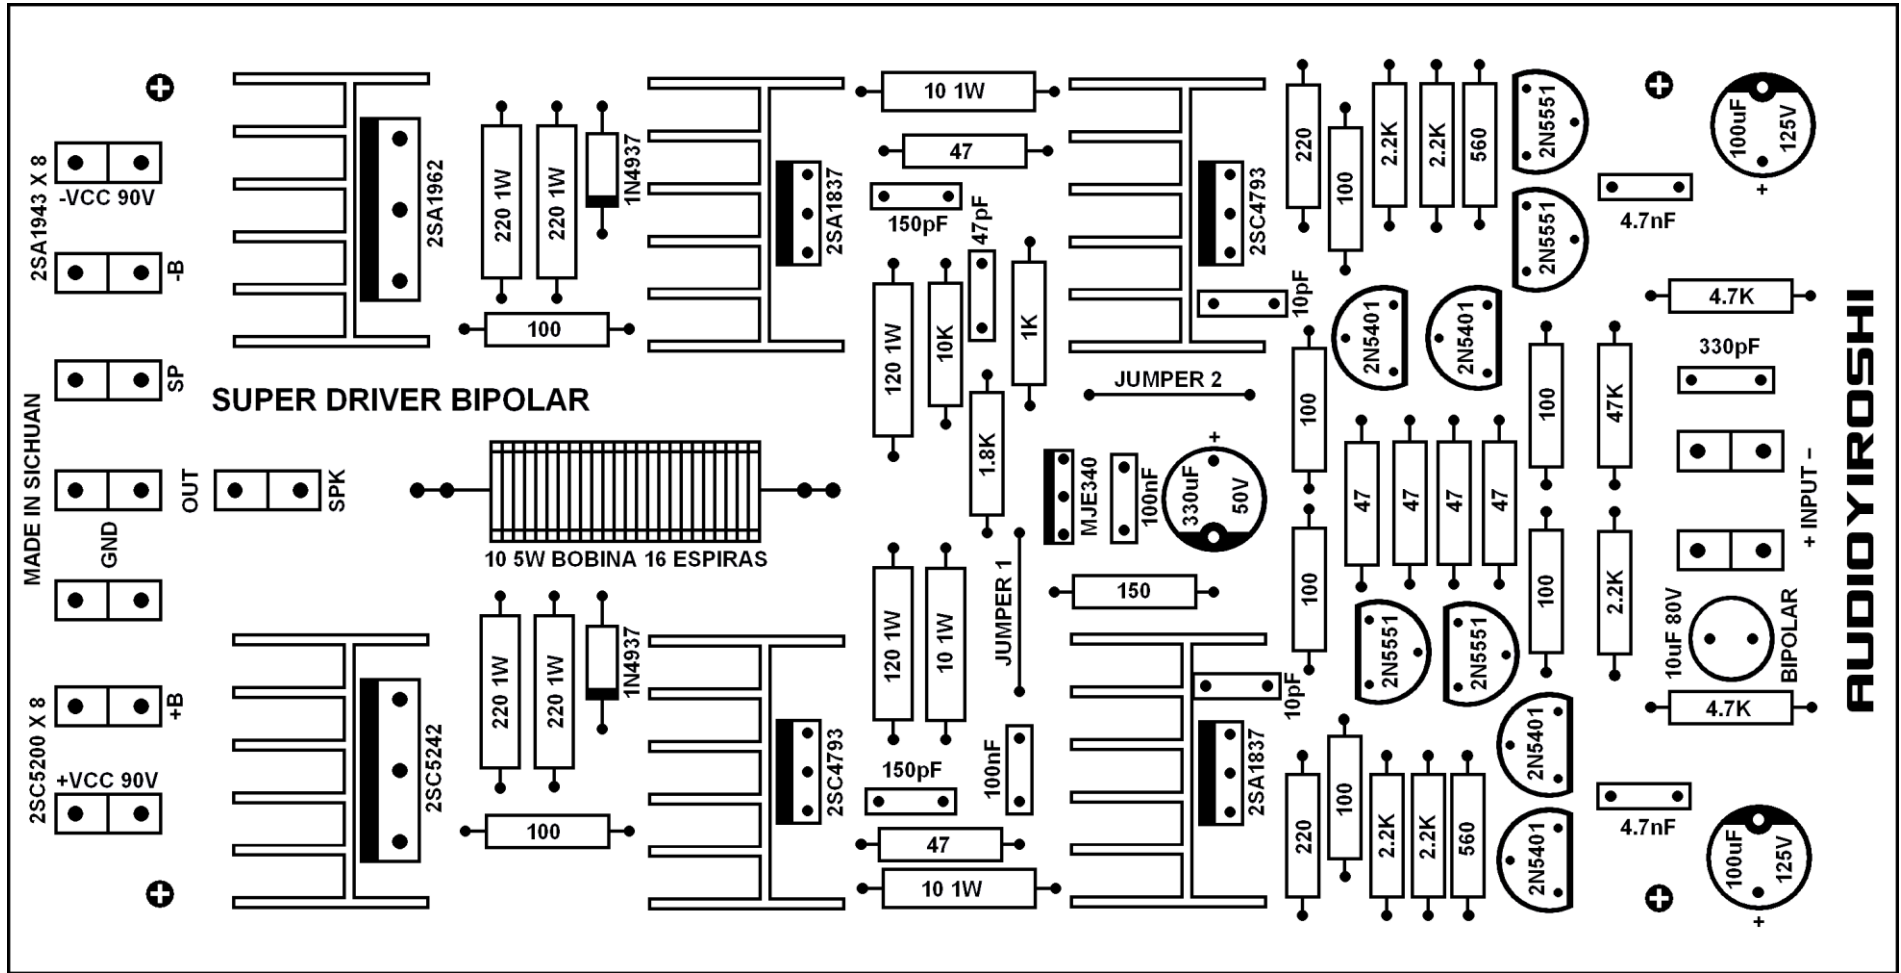 2SA1943 X 8
-VCC 90V
-B
SP
MADE IN SICHUAN
GND
OUT
SPK
+B
2SC5200 X 8
+VCC 90V
2SA1962
220 1W
220 1W
1N4937
100
2SA1837
SUPER DRIVER BIPOLAR
10 5W BOBINA 16 ESPIRAS
2SC5242
220 1W
220 1W
1N4937
100
2SC4793
10 1W
47
150pF
47pF
120 1W
10K
1K
1.8K
120 1W
10 1W
JUMPER 1
150pF
100nF
47
10 1W
2SC4793
10pF
JUMPER 2
MJE340
100nF
330uF
50V
+
150
10pF
2SA1837
220
100
2.2K
2.2K
560
2N5551
2N5551
2N5401
2N5401
100
100
47
47
47
47
100
100
47K
2.2K
2N5551
2N5551
2N5401
2N5401
220
100
2.2K
2.2K
560
100uF
125V
+
4.7nF
4.7K
330pF
+ INPUT -
10uF 80V
BIPOLAR
4.7K
4.7nF
100uF
125V
+
AUDIOYIROSHI